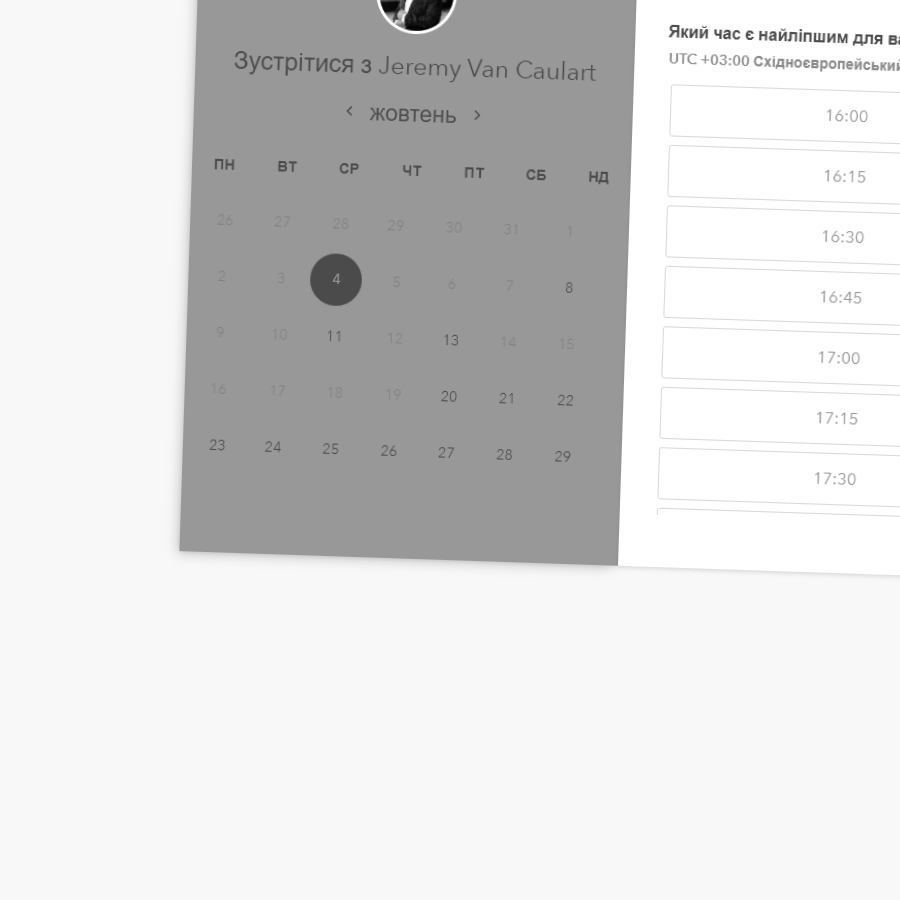 Зустрітися з Jeremy Van Caulart
‹ жовтень ›
ПН ВТ СР ЧТ ПТ СБ НД
26 27 28 29 30 31 1
2 3 4 5 6 7 8
9 10 11 12 13 14 15
16 17 18 19 20 21 22
23 24 25 26 27 28 29
Який час є найліпшим для
UTC +03:00 Східноєвропейський
16:00
16:15
16:30
16:45
17:00
17:15
17:30